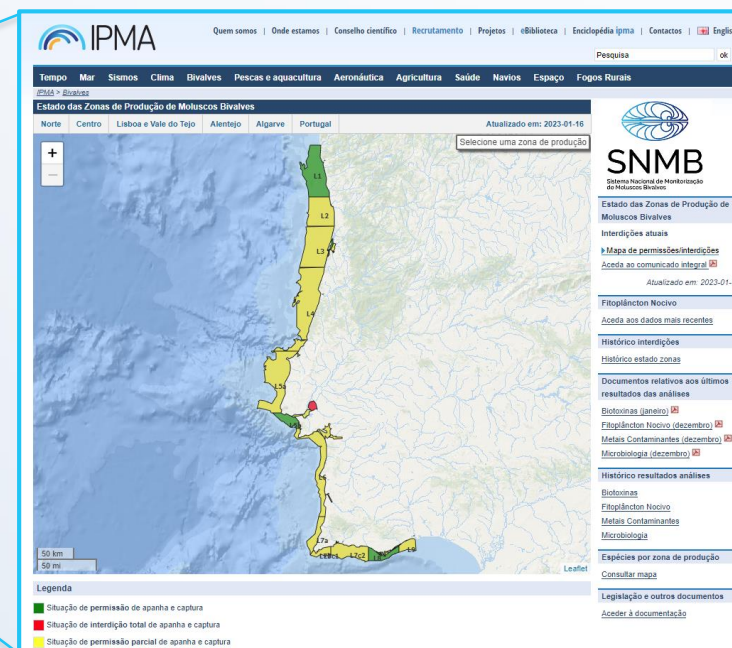 IPMA
Quem somos | Onde estamos | Conselho científico | Recrutamento | Projetos | eBiblioteca | Enciclopédia ipma | Contactos | Englis
Pesquisa ok
Tempo Mar Sismos Clima Bivalves Pescas e aquacultura Aeronáutica Agricultura Saúde Navios Espaço Fogos Rurais
IPMA > Bivalves
Estado das Zonas de Produção de Moluscos Bivalves
Norte Centro Lisboa e Vale do Tejo Alentejo Algarve Portugal Atualizado em: 2023-01-16
Selecione uma zona de produção
+
−
L1
L2
L3
L4
L5a
L6
L7a
L7c2
L9
50 km
50 mi
Leaflet
Legenda
Situação de permissão de apanha e captura
Situação de interdição total de apanha e captura
Situação de permissão parcial de apanha e captura
SNMB
Sistema Nacional de Monitorização
de Moluscos Bivalves
Estado das Zonas de Produção de
Moluscos Bivalves
Interdições atuais
Mapa de permissões/interdições
Aceda ao comunicado integral
Atualizado em: 2023-01-
Fitoplâncton Nocivo
Aceda aos dados mais recentes
Histórico interdições
Histórico estado zonas
Documentos relativos aos últimos
resultados das análises
Biotoxinas (janeiro)
Fitoplâncton Nocivo (dezembro)
Metais Contaminantes (dezembro)
Microbiologia (dezembro)
Histórico resultados análises
Biotoxinas
Fitoplâncton Nocivo
Metais Contaminantes
Microbiologia
Espécies por zona de produção
Consultar mapa
Legislação e outros documentos
Aceder à documentação